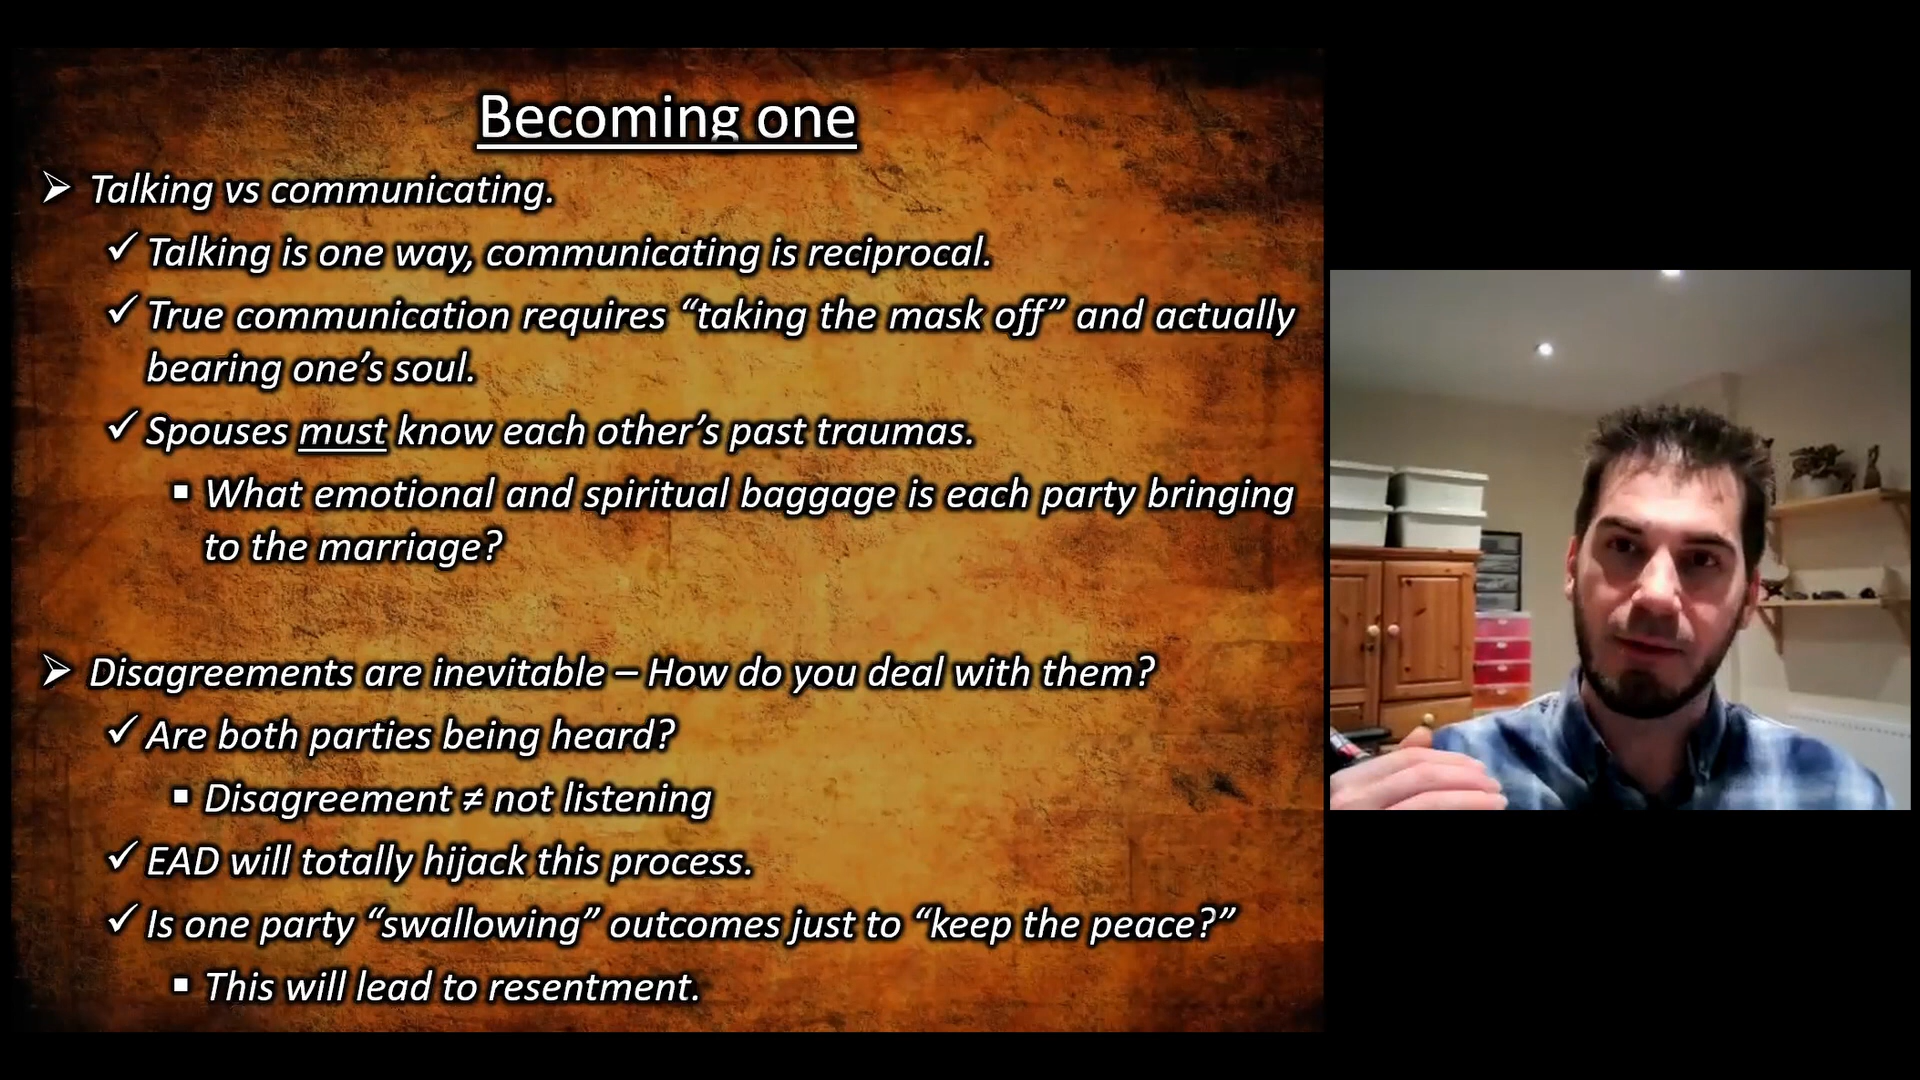 Becoming one
➢ Talking vs communicating.
✓ Talking is one way, communicating is reciprocal.
✓ True communication requires “taking the mask off” and actually
bearing one’s soul.
✓ Spouses must know each other’s past traumas.
▪ What emotional and spiritual baggage is each party bringing
to the marriage?
➢ Disagreements are inevitable – How do you deal with them?
✓ Are both parties being heard?
▪ Disagreement ≠ not listening
✓ EAD will totally hijack this process.
✓ Is one party “swallowing” outcomes just to “keep the peace?”
▪ This will lead to resentment.